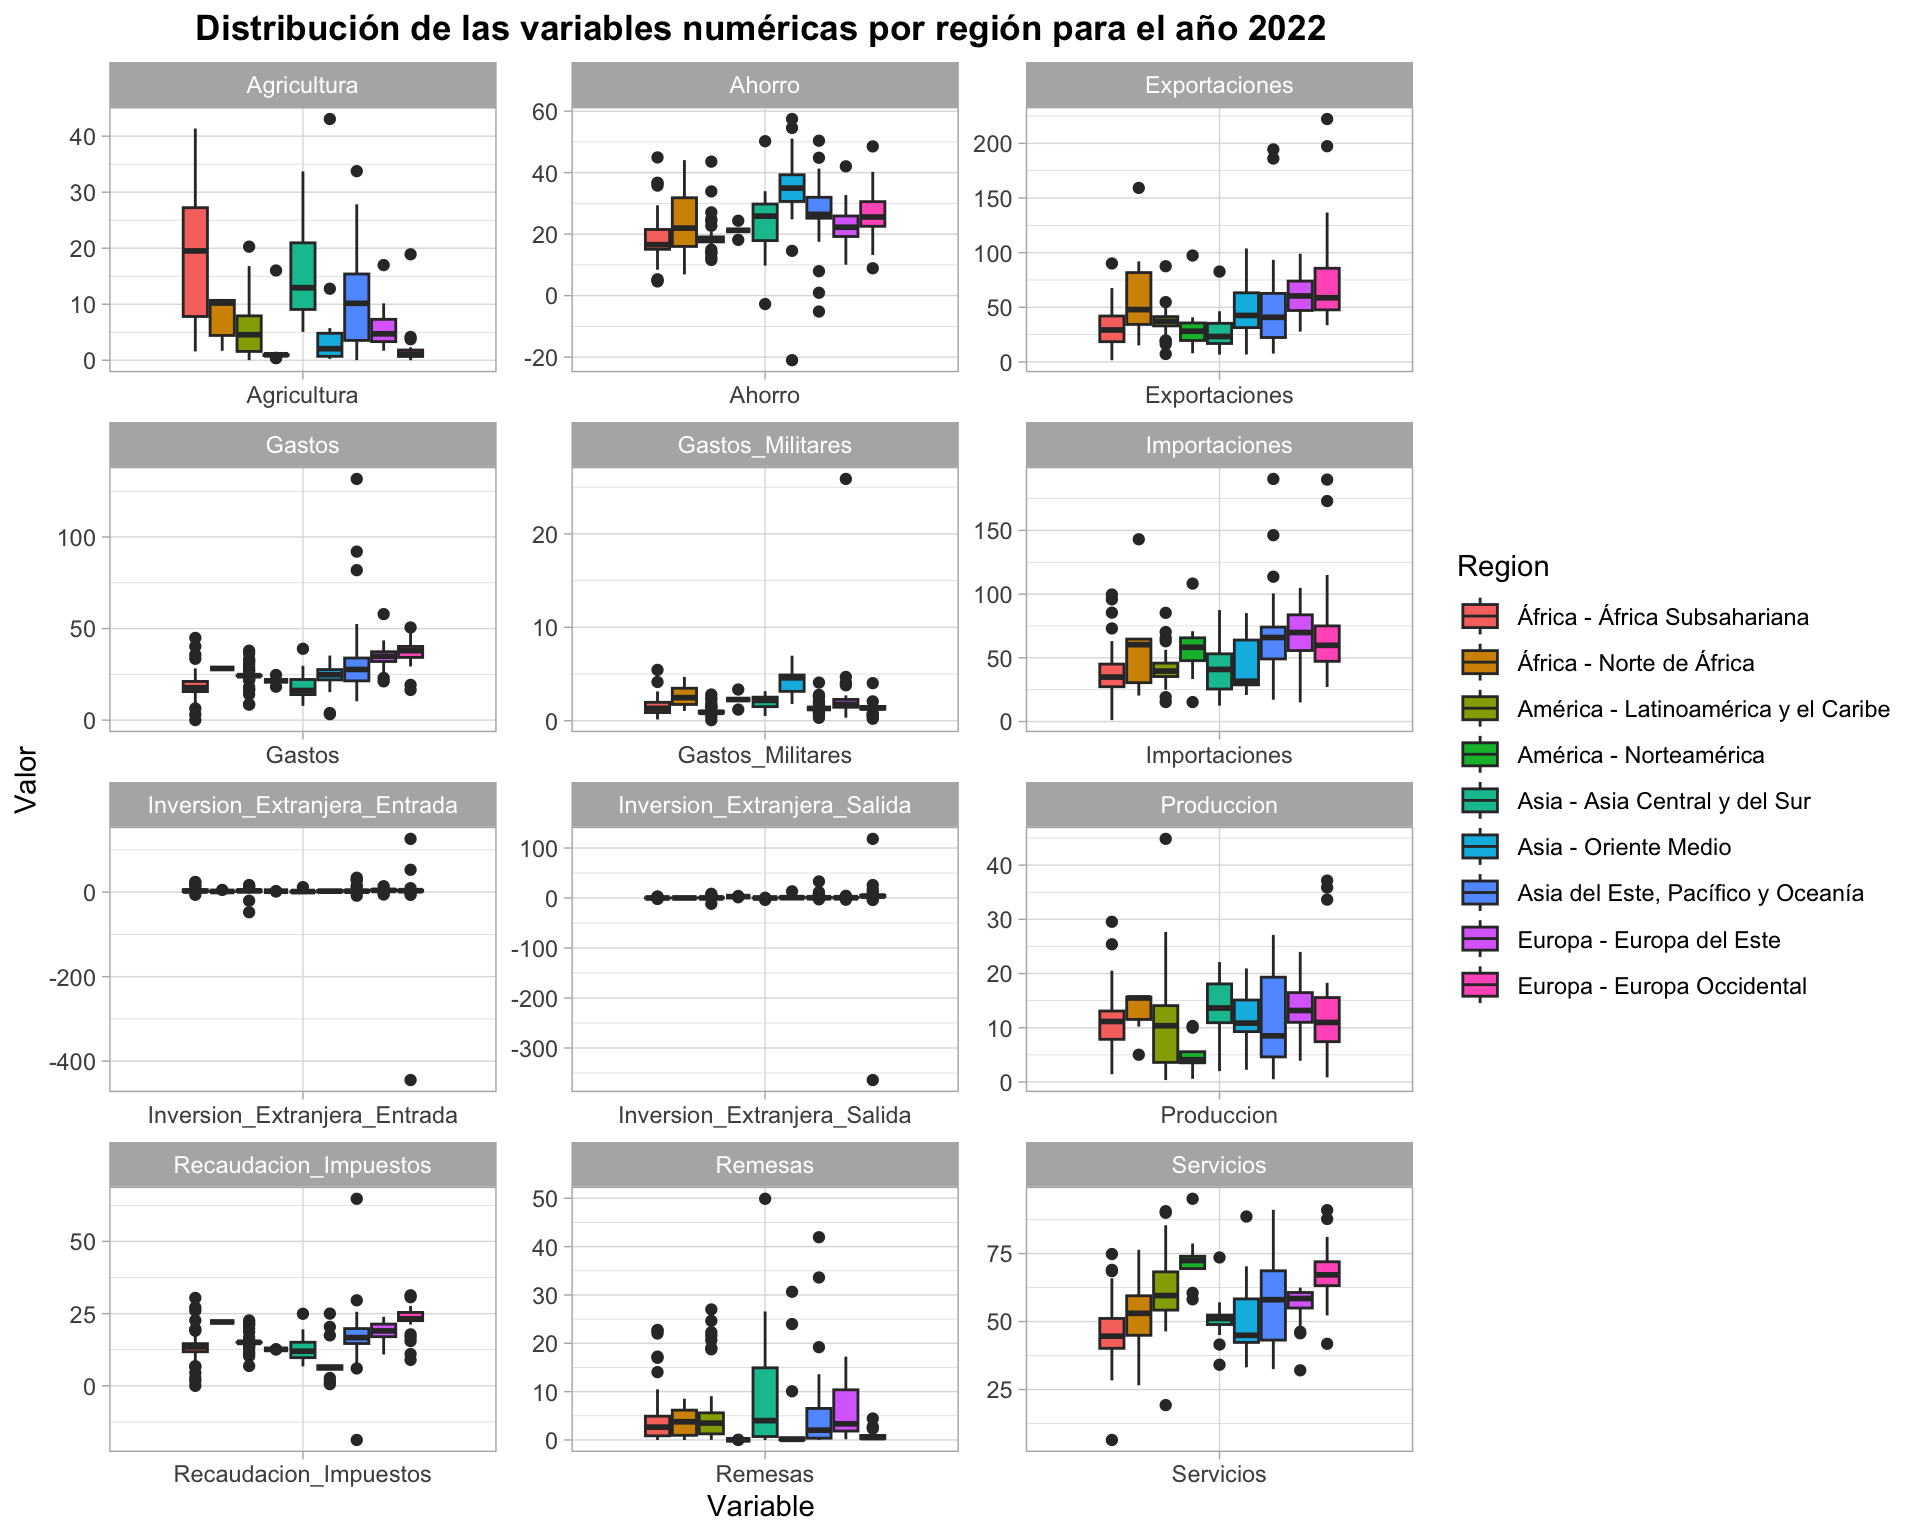 Distribución de las variables numéricas por región para el año 2022
Agricultura
Ahorro
Exportaciones
40
30
20
10
0
60
40
20
0
-20
200
150
100
50
0
Agricultura
Ahorro
Exportaciones
Gastos
Gastos_Militares
Importaciones
100
50
0
20
10
0
150
100
50
0
Gastos
Gastos_Militares
Importaciones
Inversion_Extranjera_Entrada
Inversion_Extranjera_Salida
Produccion
0
-200
-400
100
0
-100
-200
-300
40
30
20
10
0
Inversion_Extranjera_Entrada
Inversion_Extranjera_Salida
Produccion
Recaudacion_Impuestos
Remesas
Servicios
50
25
0
50
40
30
20
10
0
75
50
25
Recaudacion_Impuestos
Remesas
Servicios
Valor
Variable
Region
África - África Subsahariana
África - Norte de África
América - Latinoamérica y el Caribe
América - Norteamérica
Asia - Asia Central y del Sur
Asia - Oriente Medio
Asia del Este, Pacífico y Oceanía
Europa - Europa del Este
Europa - Europa Occidental